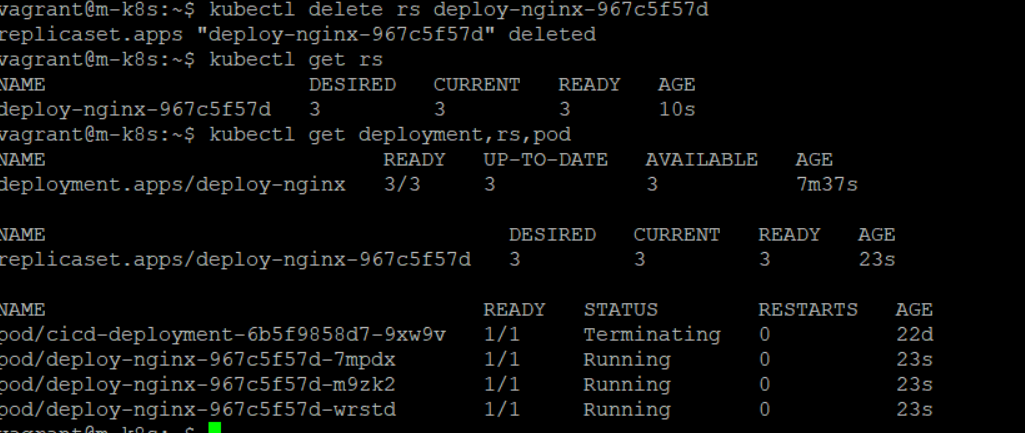 vagrant@m-k8s:~$ kubectl delete rs deploy-nginx-967c5f57d
replicaset.apps "deploy-nginx-967c5f57d" deleted
vagrant@m-k8s:~$ kubectl get rs
NAME DESIRED CURRENT READY AGE
deploy-nginx-967c5f57d 3 3 3 10s
vagrant@m-k8s:~$ kubectl get deployment,rs,pod
NAME READY UP-TO-DATE AVAILABLE AGE
deployment.apps/deploy-nginx 3/3 3 3 7m37s
NAME DESIRED CURRENT READY AGE
replicaset.apps/deploy-nginx-967c5f57d 3 3 3 23s
NAME READY STATUS RESTARTS AGE
pod/cicd-deployment-6b5f9858d7-9xw9v 1/1 Terminating 0 22d
pod/deploy-nginx-967c5f57d-7mpdx 1/1 Running 0 23s
pod/deploy-nginx-967c5f57d-m9zk2 1/1 Running 0 23s
pod/deploy-nginx-967c5f57d-wrstd 1/1 Running 0 23s
vagrant@m-k8s:~$